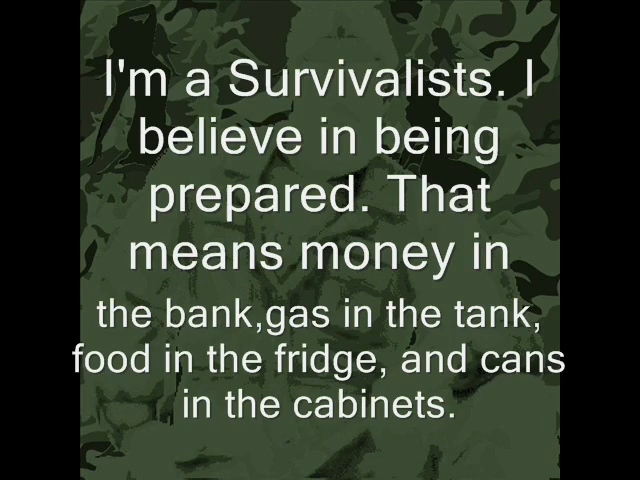 I'm a Survivalists. I
believe in being
prepared. That
means money in
the bank,gas in the tank,
food in the fridge, and cans
in the cabinets.